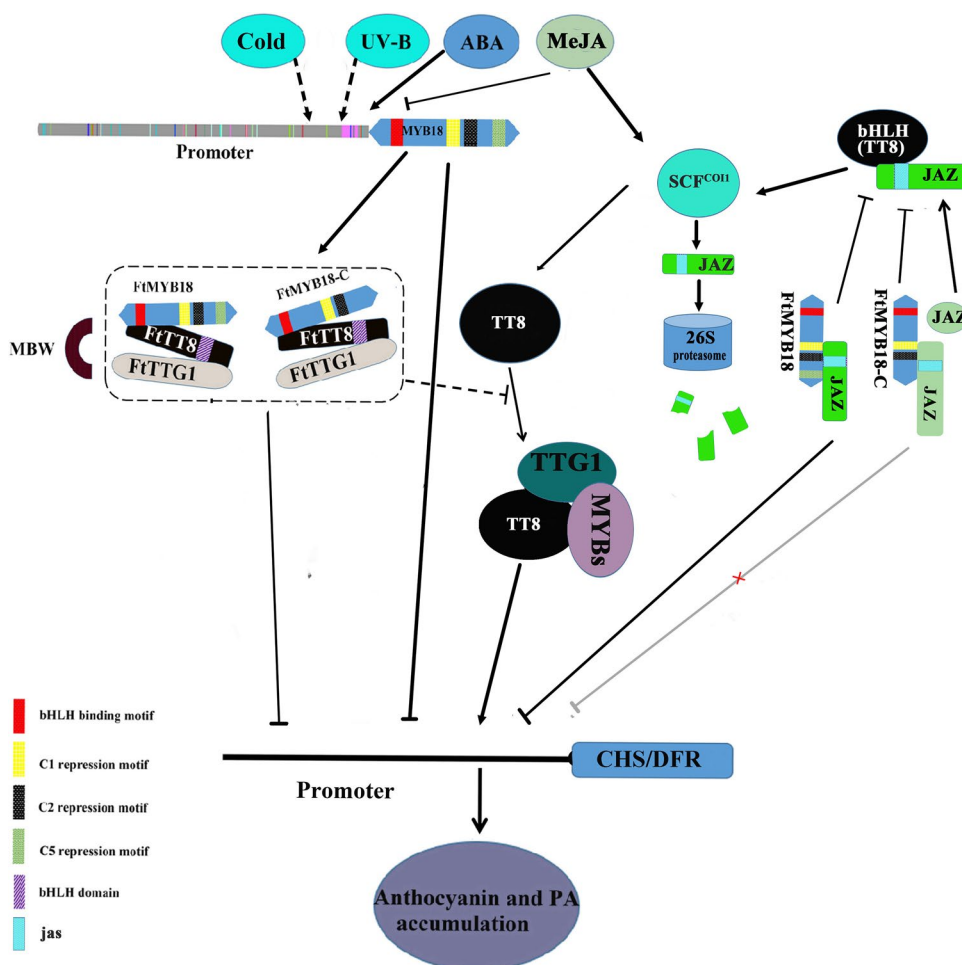 Cold
UV-B
ABA
MeJA
MYB18
Promoter
bHLH
(TT8)
JAZ
SCF^COI1
JAZ
26S
proteasome
FtMYB18
FtMYB18-C
JAZ
JAZ
JAZ
MBW
FtMYB18
FtTT8
FtTTG1
FtMYB18-C
FtTT8
FtTTG1
TT8
TTG1
TT8
MYBs
CHS/DFR
Promoter
Anthocyanin and PA
accumulation
bHLH binding motif
C1 repression motif
C2 repression motif
C5 repression motif
bHLH domain
jas